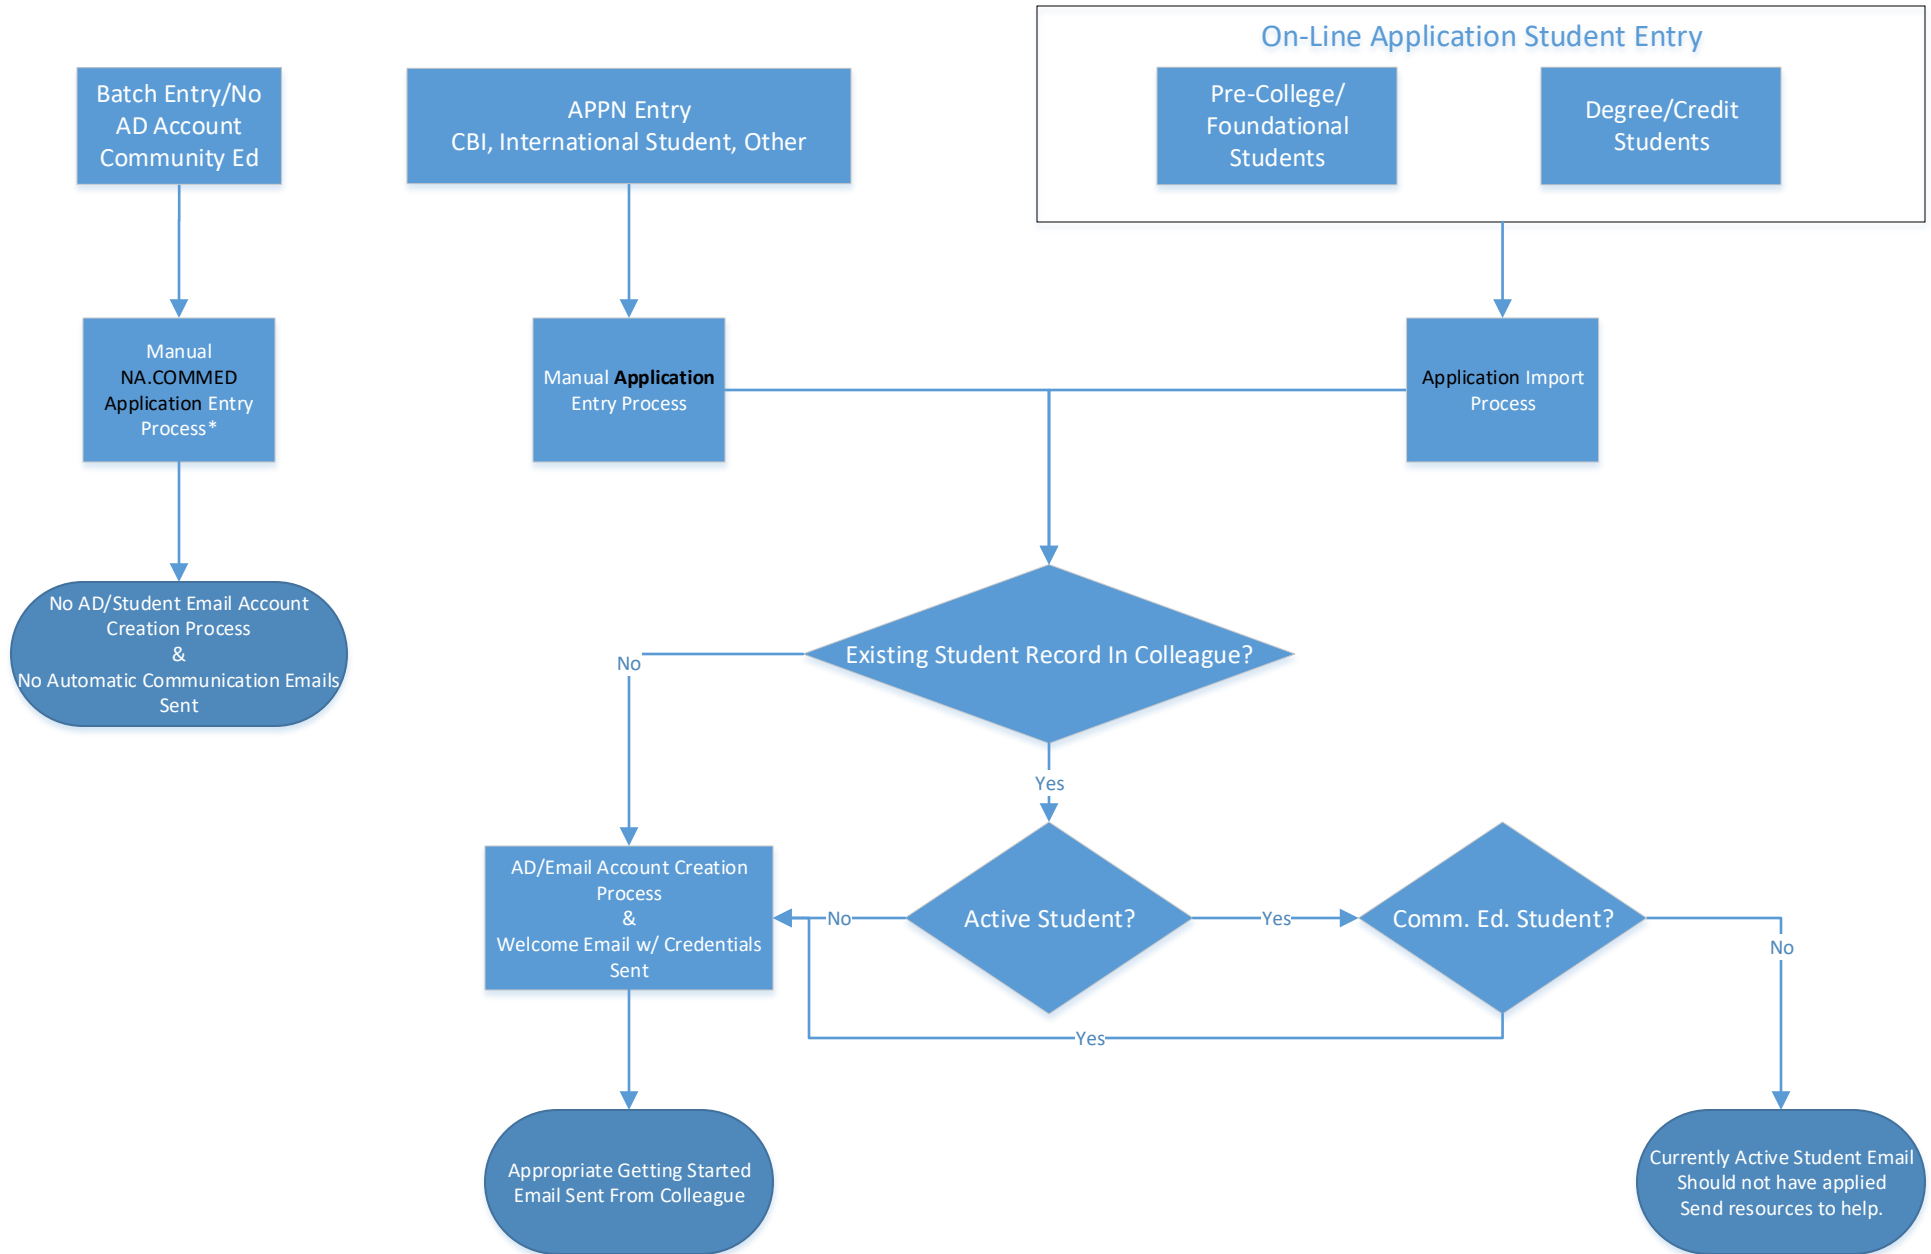 On-Line Application Student Entry
Batch Entry/No
AD Account
Community Ed
APPN Entry
CBI, International Student, Other
Pre-College/
Foundational
Students
Degree/Credit
Students
Manual
NA.COMMED
Application Entry
Process*
Manual Application
Entry Process
Application Import
Process
No AD/Student Email Account
Creation Process
&
No Automatic Communication Emails
Sent
Existing Student Record In Colleague?
No
Yes
AD/Email Account Creation
Process
&
Welcome Email w/ Credentials
Sent
No
Active Student?
Yes
Comm. Ed. Student?
No
Yes
Appropriate Getting Started
Email Sent From Colleague
Currently Active Student Email
Should not have applied
Send resources to help.